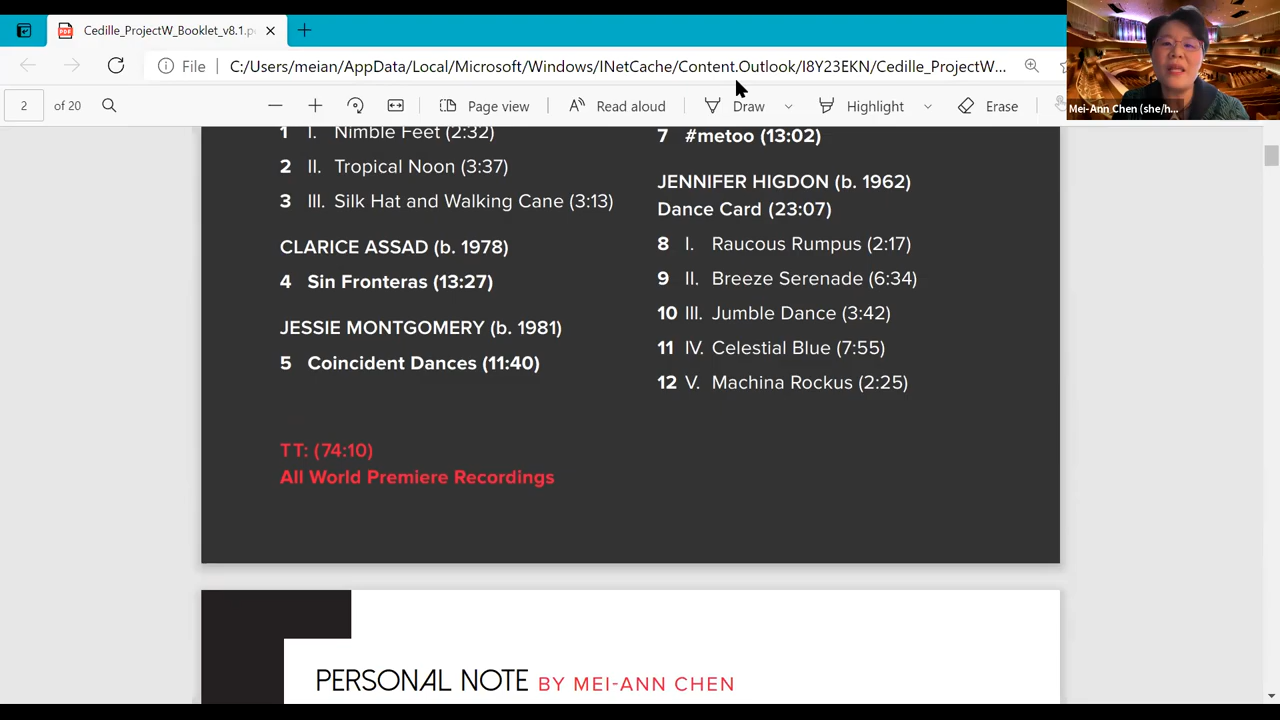 Cedille_ProjectW_Booklet_v8.1.p
File
C:/Users/meian/AppData/Local/Microsoft/Windows/INetCache/Content.Outlook/I8Y23EKN/Cedille_ProjectW...
2 of 20
Page view
Read aloud
Draw
Highlight
Erase
Mei-Ann Chen (she/h...
1 I. Nimble Feet (2:32)
2 II. Tropical Noon (3:37)
3 III. Silk Hat and Walking Cane (3:13)
CLARICE ASSAD (b. 1978)
4 Sin Fronteras (13:27)
JESSIE MONTGOMERY (b. 1981)
5 Coincident Dances (11:40)
TT: (74:10)
All World Premiere Recordings
7 #metoo (13:02)
JENNIFER HIGDON (b. 1962)
Dance Card (23:07)
8 I. Raucous Rumpus (2:17)
9 II. Breeze Serenade (6:34)
10 III. Jumble Dance (3:42)
11 IV. Celestial Blue (7:55)
12 V. Machina Rockus (2:25)
PERSONAL NOTE BY MEI-ANN CHEN